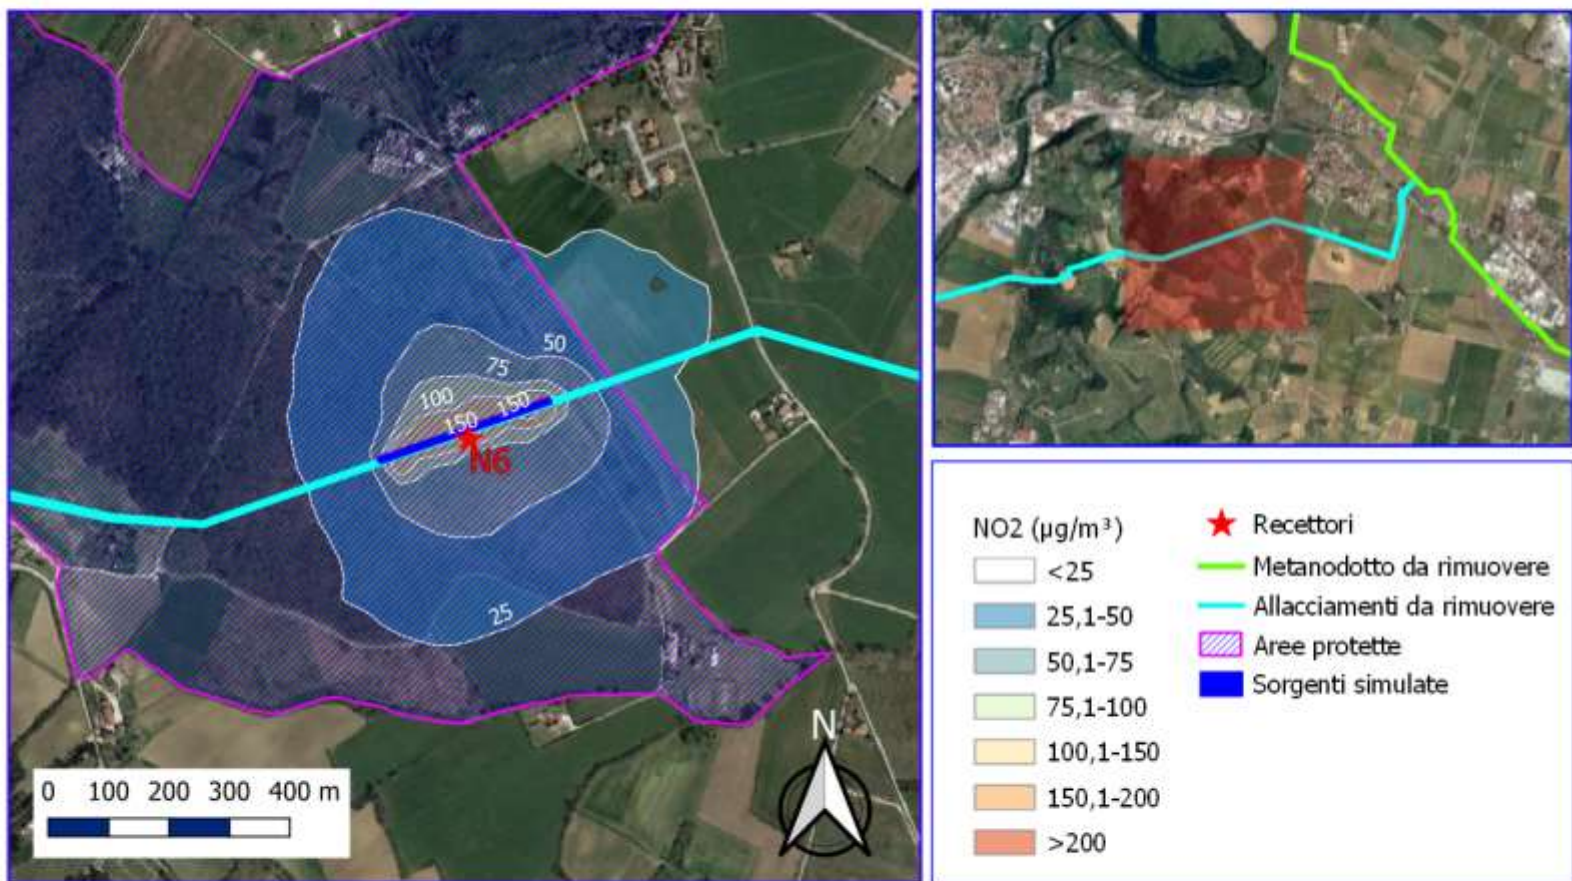 50
75
100
150
150
N6
25
N
0 100 200 300 400 m
NO2 (µg/m³)
<25
25,1-50
50,1-75
75,1-100
100,1-150
150,1-200
>200
Recettori
Metanodotto da rimuovere
Allacciamenti da rimuovere
Aree protette
Sorgenti simulate